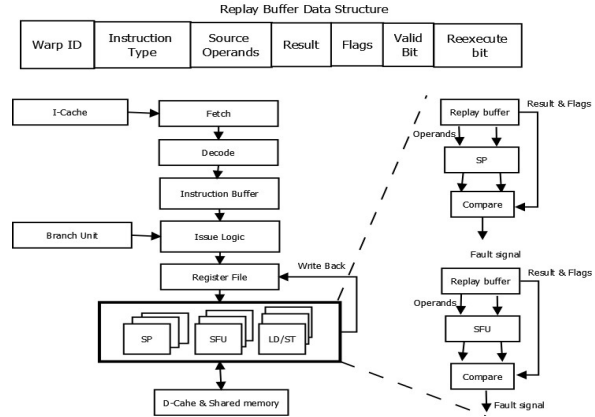 Replay Buffer Data Structure
Warp ID
Instruction Type
Source Operands
Result
Flags
Valid Bit
Reexecute bit
I-Cache
Fetch
Decode
Instruction Buffer
Branch Unit
Issue Logic
Register File
Write Back
SP
SFU
LD/ST
D-Cahe & Shared memory
Replay buffer
Result & Flags
Operands
SP
Compare
Fault signal
Replay buffer
Result & Flags
Operands
SFU
Compare
Fault signal